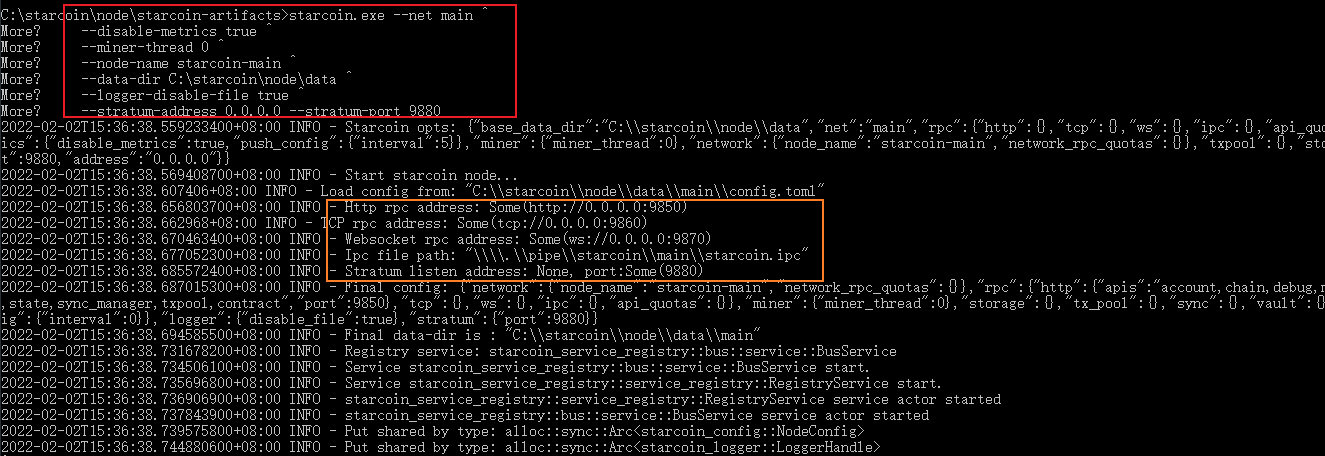 C:\starcoin\node\starcoin-artifacts>starcoin.exe --net main ^
More?     --disable-metrics true ^
More?     --miner-thread 0 ^
More?     --node-name starcoin-main ^
More?     --data-dir C:\starcoin\node\data ^
More?     --logger-disable-file true ^
More?     --stratum-address 0.0.0.0 --stratum-port 9880
2022-02-02T15:36:38.559233400+08:00 INFO - Starcoin opts: {"base_data_dir":"C:\\starcoin\\node\\data","net":"main","rpc":{"http":{},"tcp":{},"ws":{},"ipc":{},"api_quo
ics":{"disable_metrics":true,"push_config":{"interval":5}},"miner":{"miner_thread":0},"network":{"node_name":"starcoin-main","network_rpc_quotas":{}},"txpool":{},"sto
t":9880,"address":"0.0.0.0"}}
2022-02-02T15:36:38.569408700+08:00 INFO - Start starcoin node...
2022-02-02T15:36:38.607406+08:00 INFO - Load config from: "C:\\starcoin\\node\\data\\main\\config.toml"
2022-02-02T15:36:38.656803700+08:00 INFO - Http rpc address: Some(http://0.0.0.0:9850)
2022-02-02T15:36:38.662968+08:00 INFO - TCP rpc address: Some(tcp://0.0.0.0:9860)
2022-02-02T15:36:38.670463400+08:00 INFO - Websocket rpc address: Some(ws://0.0.0.0:9870)
2022-02-02T15:36:38.677052300+08:00 INFO - Ipc file path: "\\\\.\\pipe\\starcoin\\main\\starcoin.ipc"
2022-02-02T15:36:38.685572400+08:00 INFO - Stratum listen address: None, port:Some(9880)
2022-02-02T15:36:38.687015300+08:00 INFO - Final config: {"network":{"node_name":"starcoin-main","network_rpc_quotas":{}},"rpc":{"http":{"apis":"account,chain,debug,n
,state,sync_manager,txpool,contract","port":9850},"tcp":{},"ws":{},"ipc":{},"api_quotas":{}},"miner":{"miner_thread":0},"storage":{},"tx_pool":{},"sync":{},"vault":{}
ig":{"interval":0}},"logger":{"disable_file":true},"stratum":{"port":9880}}
2022-02-02T15:36:38.694585500+08:00 INFO - Final data-dir is : "C:\\starcoin\\node\\data\\main"
2022-02-02T15:36:38.731678200+08:00 INFO - Registry service: starcoin_service_registry::bus::service::BusService
2022-02-02T15:36:38.734506100+08:00 INFO - Service starcoin_service_registry::bus::service::BusService start.
2022-02-02T15:36:38.735696800+08:00 INFO - Service starcoin_service_registry::service_registry::RegistryService start.
2022-02-02T15:36:38.736906900+08:00 INFO - starcoin_service_registry::service_registry::RegistryService service actor started
2022-02-02T15:36:38.737843900+08:00 INFO - starcoin_service_registry::bus::service::BusService service actor started
2022-02-02T15:36:38.739575800+08:00 INFO - Put shared by type: alloc::sync::Arc<starcoin_config::NodeConfig>
2022-02-02T15:36:38.744880600+08:00 INFO - Put shared by type: alloc::sync::Arc<starcoin_logger::LoggerHandle>